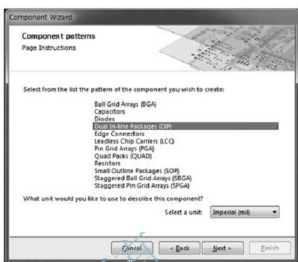 Component Wizard
Component patterns
Page Instructions
Select from the list the pattern of the component you wish to create:
Ball Grid Arrays (BGA)
Capacitors
Diodes
Dual In-line Packages (DIP)
Edge Connectors
Leadless Chip Carriers (LCC)
Pin Grid Arrays (PGA)
Quad Packs (QUAD)
Resistors
Small Outline Packages (SOP)
Staggered Ball Grid Arrays (SBGA)
Staggered Pin Grid Arrays (SPGA)
What unit would you like to use to describe this component?
Select a unit: Imperial (mil)
Cancel < Back Next > Finish